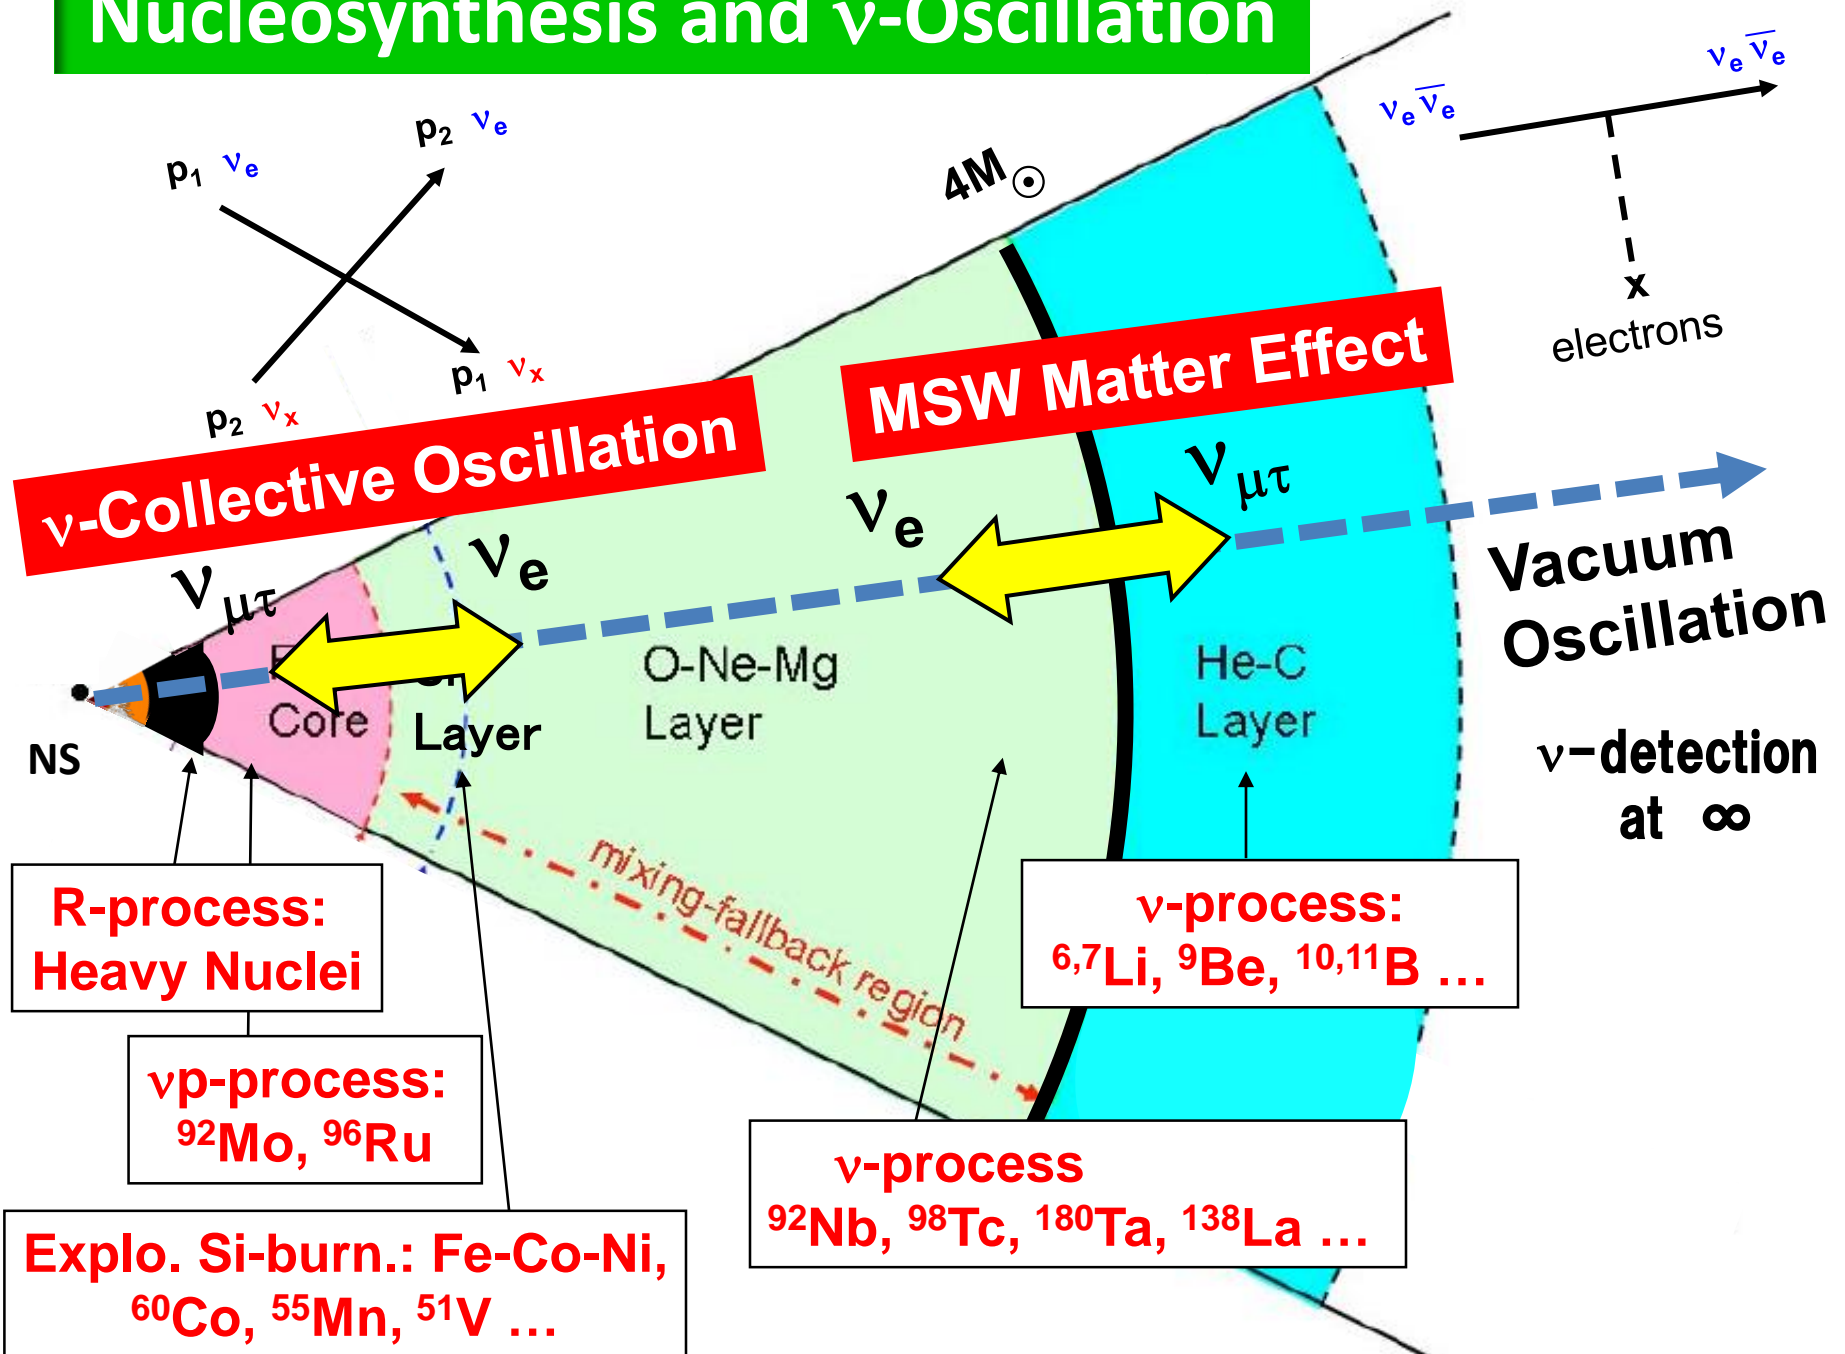 Nucleosynthesis and ν-Oscillation
νₑ ν̅ₑ
νₑ ν̅ₑ
p₂ νₑ
p₁ νₑ
4M☉
x
electrons
p₁ νₓ
p₂ νₓ
MSW Matter Effect
ν-Collective Oscillation
ν_μτ
νₑ
νₑ
ν_μτ
Vacuum
Oscillation
Core
Layer
O-Ne-Mg
Layer
He-C
Layer
NS
ν-detection
at ∞
mixing-fallback region
R-process:
Heavy Nuclei
νp-process:
⁹²Mo, ⁹⁶Ru
Explo. Si-burn.: Fe-Co-Ni,
⁶⁰Co, ⁵⁵Mn, ⁵¹V …
ν-process:
⁶,⁷Li, ⁹Be, ¹⁰,¹¹B …
ν-process
⁹²Nb, ⁹⁸Tc, ¹⁸⁰Ta, ¹³⁸La …